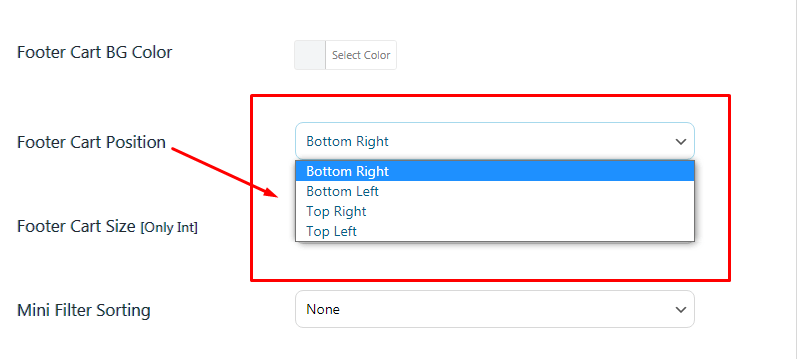 Footer Cart BG Color
Select Color
Footer Cart Position
Bottom Right
Bottom Right
Bottom Left
Top Right
Top Left
Footer Cart Size [Only Int]
Mini Filter Sorting
None